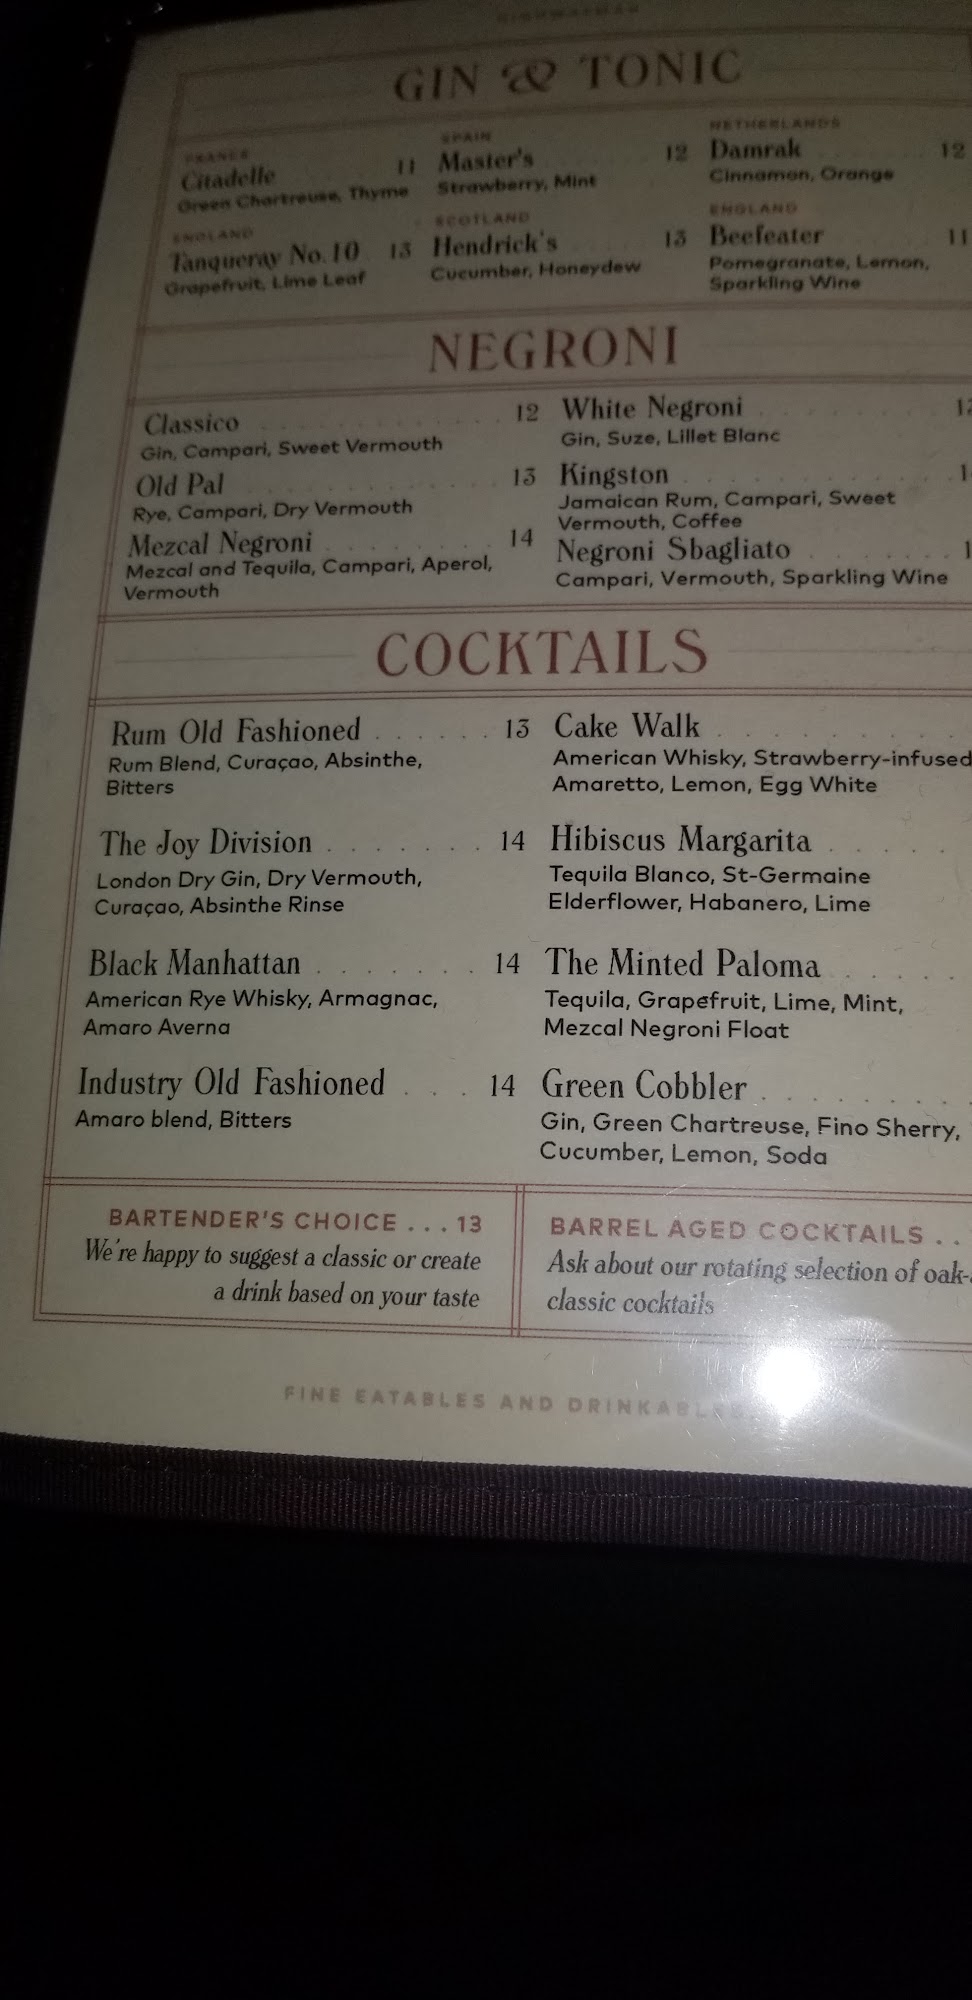 GIN & TONIC
FRANCE
Citadelle 11
Green Chartreuse, Thyme
SPAIN
Master's 12
Strawberry, Mint
NETHERLANDS
Damrak 12
Cinnamon, Orange
ENGLAND
Tanqueray No. 10 13
Grapefruit, Lime Leaf
SCOTLAND
Hendrick's 13
Cucumber, Honeydew
ENGLAND
Beefeater 11
Pomegranate, Lemon,
Sparkling Wine
NEGRONI
Classico 12
Gin, Campari, Sweet Vermouth
Old Pal 13
Rye, Campari, Dry Vermouth
Mezcal Negroni 14
Mezcal and Tequila, Campari, Aperol,
Vermouth
White Negroni
Gin, Suze, Lillet Blanc
Kingston
Jamaican Rum, Campari, Sweet
Vermouth, Coffee
Negroni Sbagliato
Campari, Vermouth, Sparkling Wine
COCKTAILS
Rum Old Fashioned . . . . . . 13
Rum Blend, Curaçao, Absinthe,
Bitters
The Joy Division . . . . . . . 14
London Dry Gin, Dry Vermouth,
Curaçao, Absinthe Rinse
Black Manhattan . . . . . . . 14
American Rye Whisky, Armagnac,
Amaro Averna
Industry Old Fashioned . . . 14
Amaro blend, Bitters
Cake Walk . . . . . . . . .
American Whisky, Strawberry-infused
Amaretto, Lemon, Egg White
Hibiscus Margarita . . . . .
Tequila Blanco, St-Germaine
Elderflower, Habanero, Lime
The Minted Paloma . . . . .
Tequila, Grapefruit, Lime, Mint,
Mezcal Negroni Float
Green Cobbler . . . . . . . .
Gin, Green Chartreuse, Fino Sherry,
Cucumber, Lemon, Soda
BARTENDER'S CHOICE . . . 13
We're happy to suggest a classic or create
a drink based on your taste
BARREL AGED COCKTAILS . .
Ask about our rotating selection of oak-
classic cocktails
FINE EATABLES AND DRINKABLES